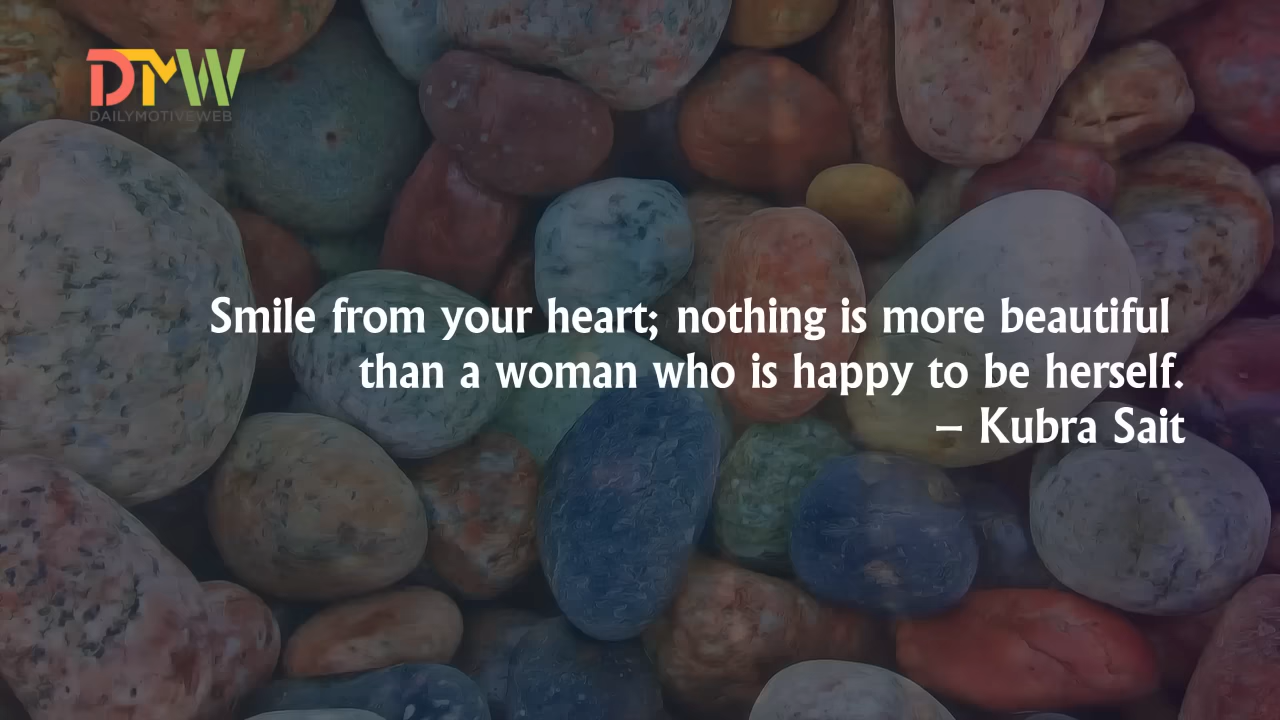 DTMW
DAILYMOTIVEWEB
Smile from your heart; nothing is more beautiful
than a woman who is happy to be herself.
– Kubra Sait